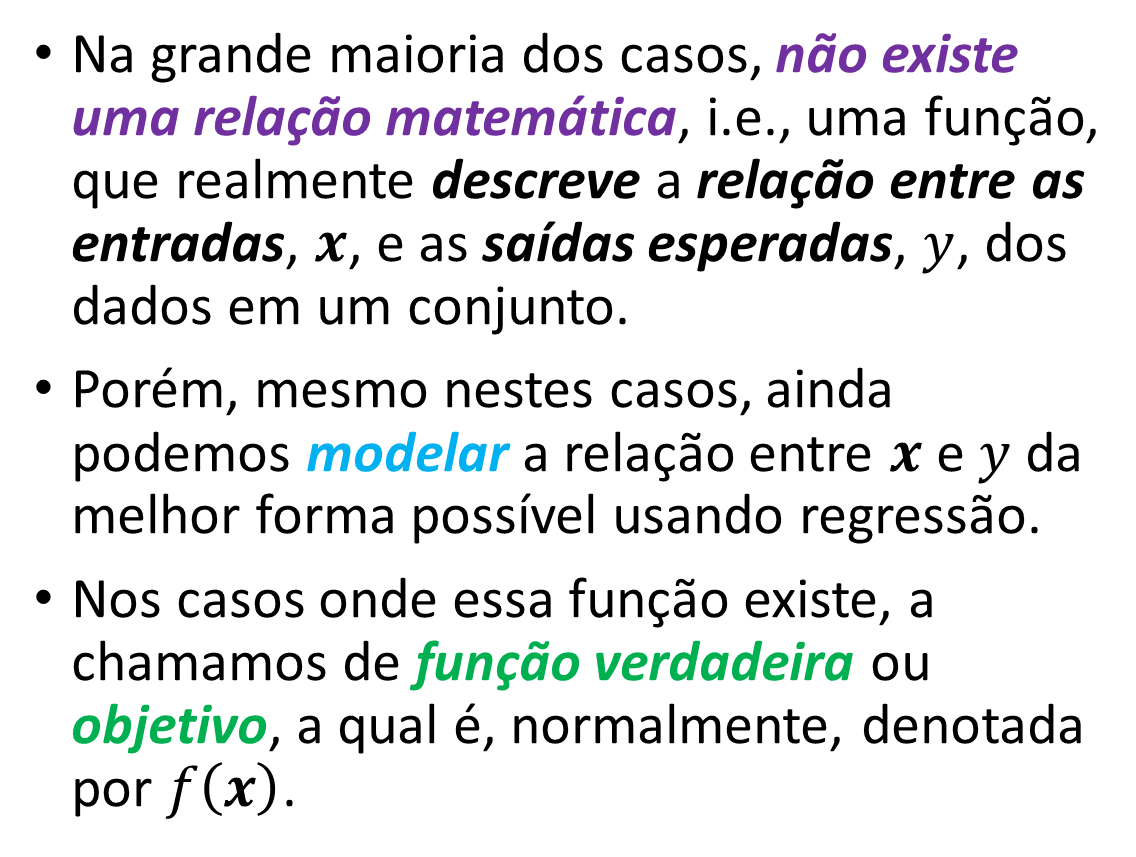 • Na grande maioria dos casos, não existe
uma relação matemática, i.e., uma função,
que realmente descreve a relação entre as
entradas, x, e as saídas esperadas, y, dos
dados em um conjunto.
• Porém, mesmo nestes casos, ainda
podemos modelar a relação entre x e y da
melhor forma possível usando regressão.
• Nos casos onde essa função existe, a
chamamos de função verdadeira ou
objetivo, a qual é, normalmente, denotada
por f(x).